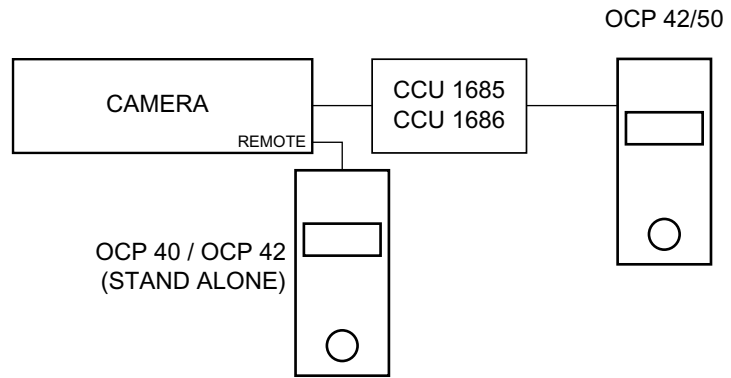 OCP 42/50
CAMERA
CCU 1685
CCU 1686
REMOTE
OCP 40 / OCP 42
(STAND ALONE)